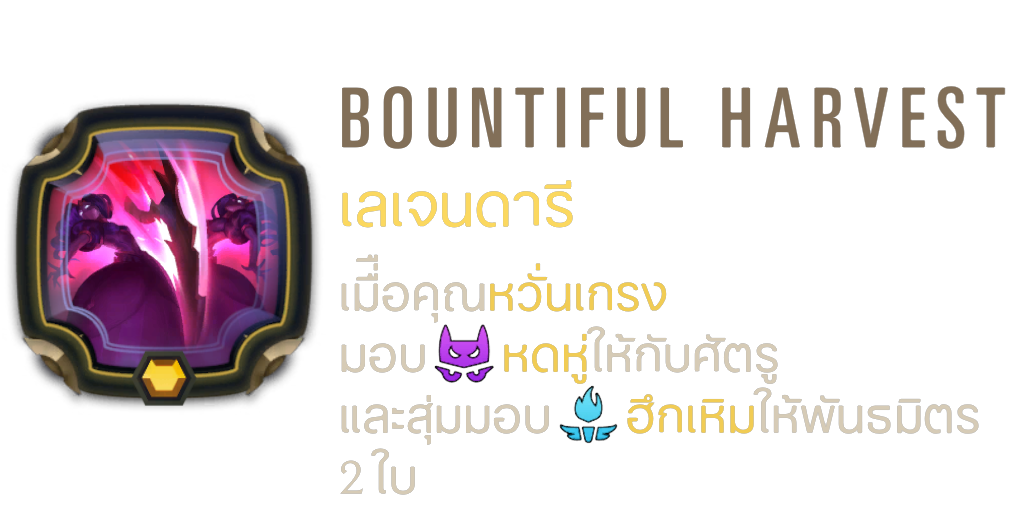 BOUNTIFUL HARVEST
เลเจนดารี
เมื่อคุณหวั่นเกรง
มอบ หดหู่ให้กับศัตรู
และสุ่มมอบ ฮึกเหิมให้พันธมิตร
2 ใบ